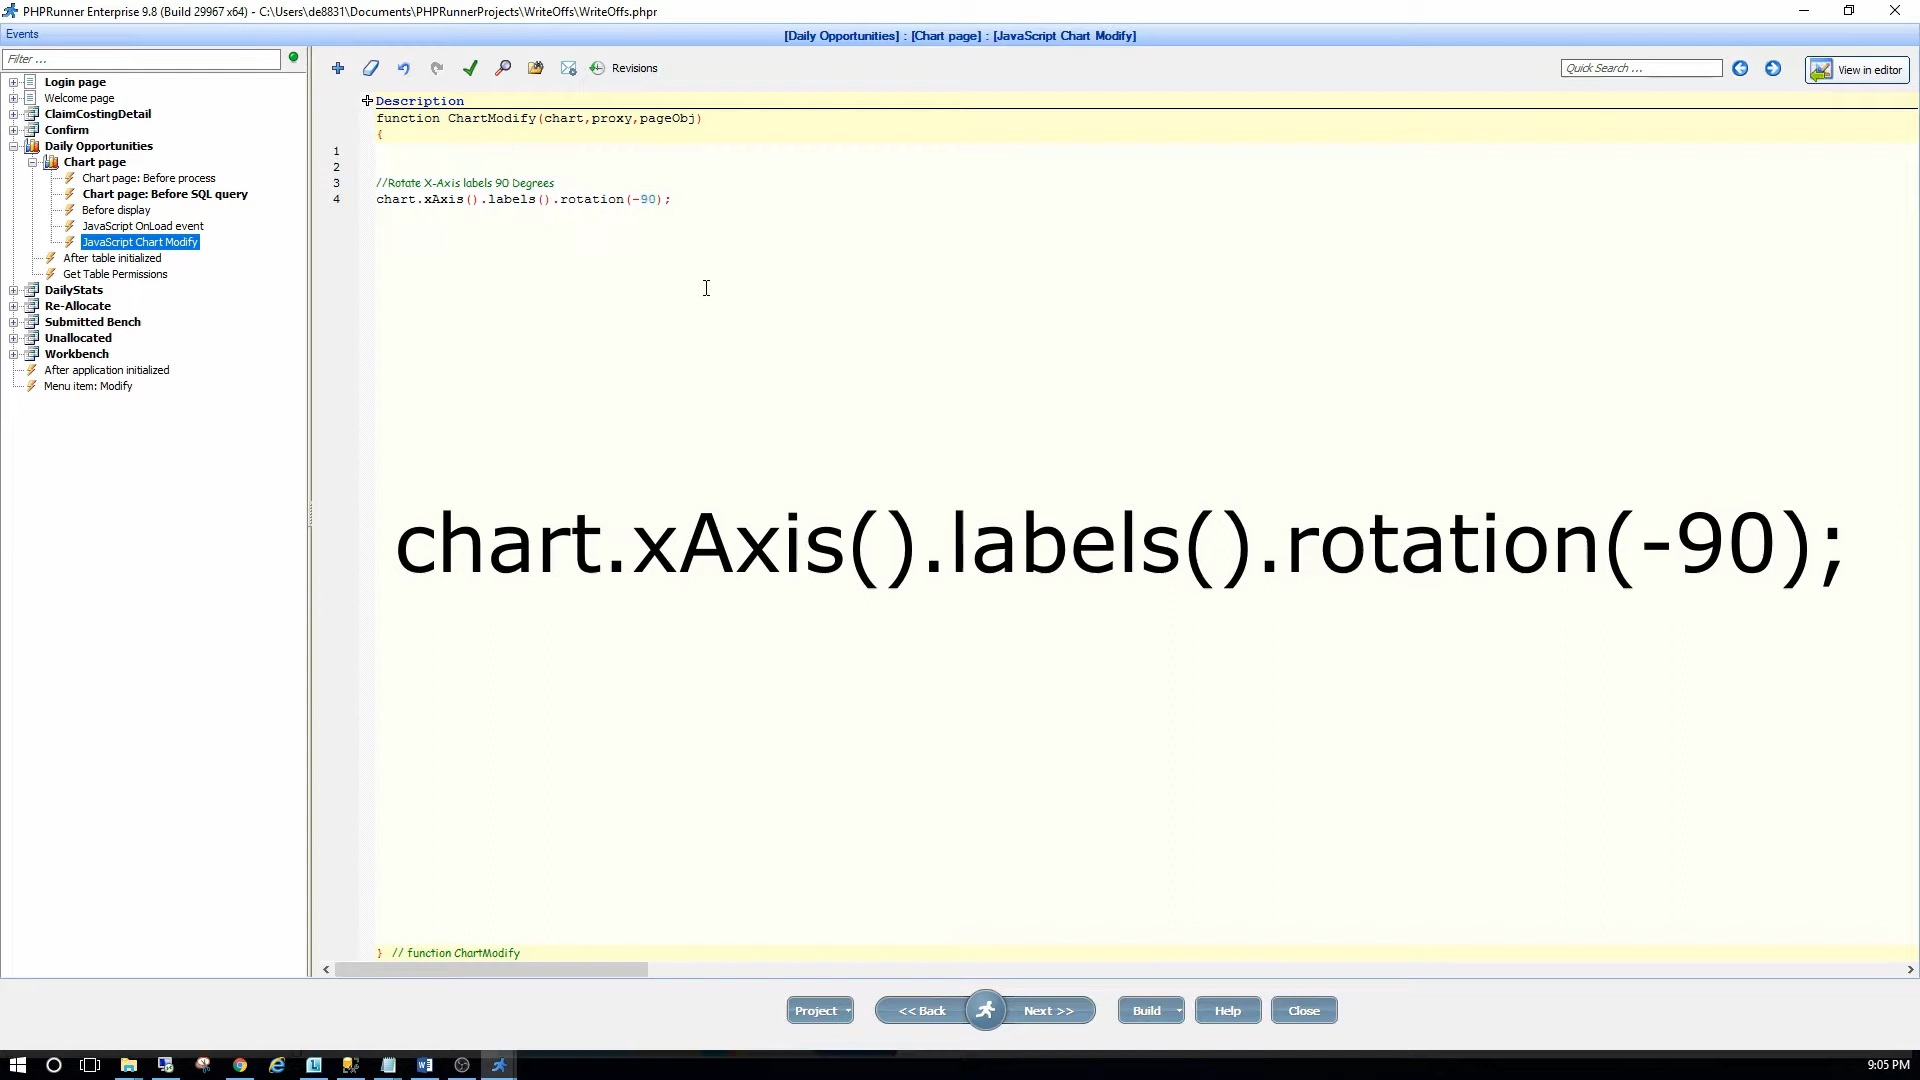 PHPRunner Enterprise 9.8 (Build 29967 x64) - C:\Users\de8831\Documents\PHPRunnerProjects\WriteOffs\WriteOffs.phpr
Events
[Daily Opportunities] : [Chart page] : [JavaScript Chart Modify]
Filter ...
Revisions
Quick Search ...
View in editor
Login page
Welcome page
ClaimCostingDetail
Confirm
Daily Opportunities
Chart page
Chart page: Before process
Chart page: Before SQL query
Before display
JavaScript OnLoad event
JavaScript Chart Modify
After table initialized
Get Table Permissions
DailyStats
Re-Allocate
Submitted Bench
Unallocated
Workbench
After application initialized
Menu item: Modify
Description
function ChartModify(chart,proxy,pageObj)
{
1
2
3 //Rotate X-Axis labels 90 Degrees
4 chart.xAxis().labels().rotation(-90);
chart.xAxis().labels().rotation(-90);
} // function ChartModify
Project
<< Back
Next >>
Build
Help
Close
9:05 PM